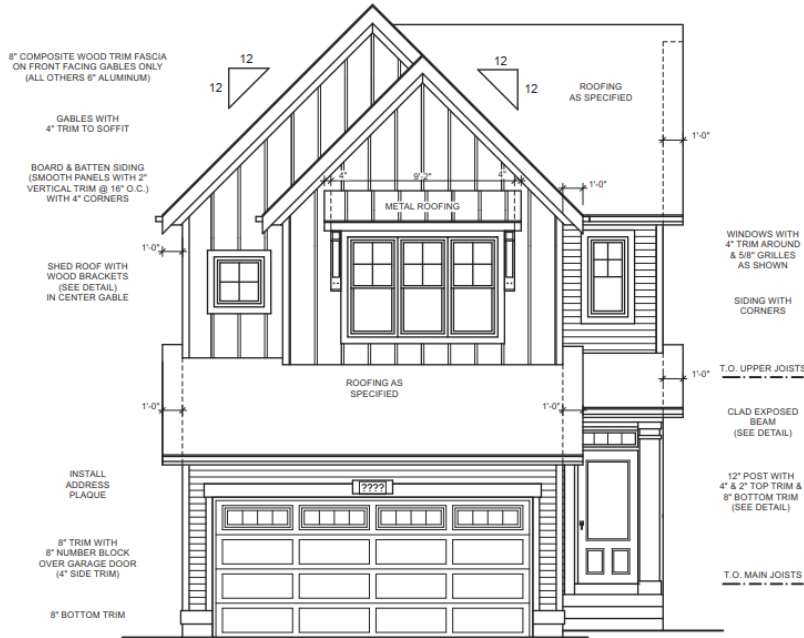 8" COMPOSITE WOOD TRIM FASCIA
ON FRONT FACING GABLES ONLY
(ALL OTHERS 6" ALUMINUM)
12
12
12
12
ROOFING
AS SPECIFIED
GABLES WITH
4" TRIM TO SOFFIT
1'-0"
BOARD & BATTEN SIDING
(SMOOTH PANELS WITH 2"
VERTICAL TRIM @ 16" O.C.)
WITH 4" CORNERS
4"
9'-2"
4"
1'-0"
METAL ROOFING
1'-0"
WINDOWS WITH
4" TRIM AROUND
& 5/8" GRILLES
AS SHOWN
SHED ROOF WITH
WOOD BRACKETS
(SEE DETAIL)
IN CENTER GABLE
SIDING WITH
CORNERS
1'-0"
T.O. UPPER JOISTS
ROOFING AS
SPECIFIED
1'-0"
1'-0"
CLAD EXPOSED
BEAM
(SEE DETAIL)
INSTALL
ADDRESS
PLAQUE
????
12" POST WITH
4" & 2" TOP TRIM &
8" BOTTOM TRIM
(SEE DETAIL)
8" TRIM WITH
8" NUMBER BLOCK
OVER GARAGE DOOR
(4" SIDE TRIM)
T.O. MAIN JOISTS
8" BOTTOM TRIM